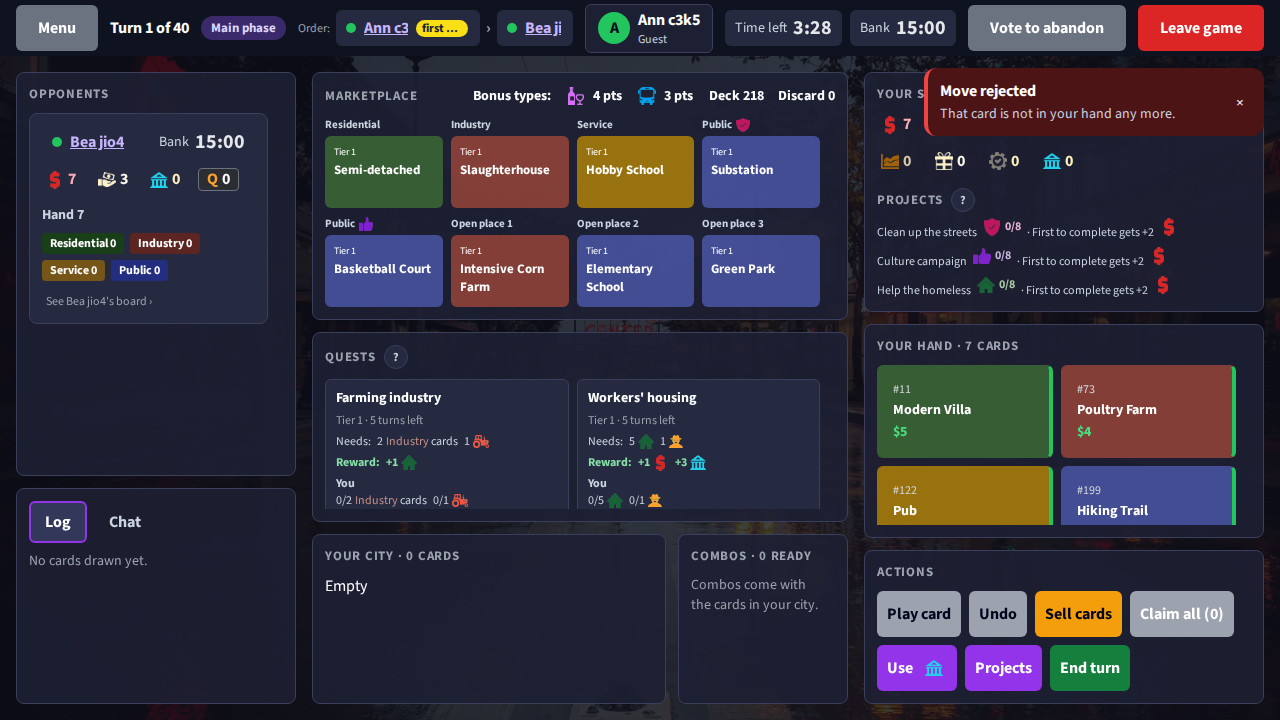 Menu
Turn 1 of 40
Main phase
Order:
Ann c3
first ...
›
Bea ji
A
Ann c3k5
Guest
Time left 3:28
Bank 15:00
Vote to abandon
Leave game
OPPONENTS
Bea jio4
Bank 15:00
7
3
0
Q 0
Hand 7
Residential 0
Industry 0
Service 0
Public 0
See Bea jio4's board ›
Log
Chat
No cards drawn yet.
MARKETPLACE
Bonus types:
4 pts
3 pts
Deck 218
Discard 0
Residential
Industry
Service
Public
Tier 1
Semi-detached
Tier 1
Slaughterhouse
Tier 1
Hobby School
Tier 1
Substation
Public
Open place 1
Open place 2
Open place 3
Tier 1
Basketball Court
Tier 1
Intensive Corn
Farm
Tier 1
Elementary
School
Tier 1
Green Park
QUESTS
?
Farming industry
Tier 1 · 5 turns left
Needs: 2 Industry cards 1
Reward: +1
You
0/2 Industry cards 0/1
Workers' housing
Tier 1 · 5 turns left
Needs: 5 1
Reward: +1 +3
You
0/5 0/1
YOUR CITY · 0 CARDS
Empty
COMBOS · 0 READY
Combos come with
the cards in your city.
YOUR S
Move rejected
That card is not in your hand any more.
×
7
0
0
0
0
PROJECTS
?
Clean up the streets 0/8 · First to complete gets +2
Culture campaign 0/8 · First to complete gets +2
Help the homeless 0/8 · First to complete gets +2
YOUR HAND · 7 CARDS
#11
Modern Villa
$5
#73
Poultry Farm
$4
#122
Pub
#199
Hiking Trail
ACTIONS
Play card
Undo
Sell cards
Claim all (0)
Use
Projects
End turn